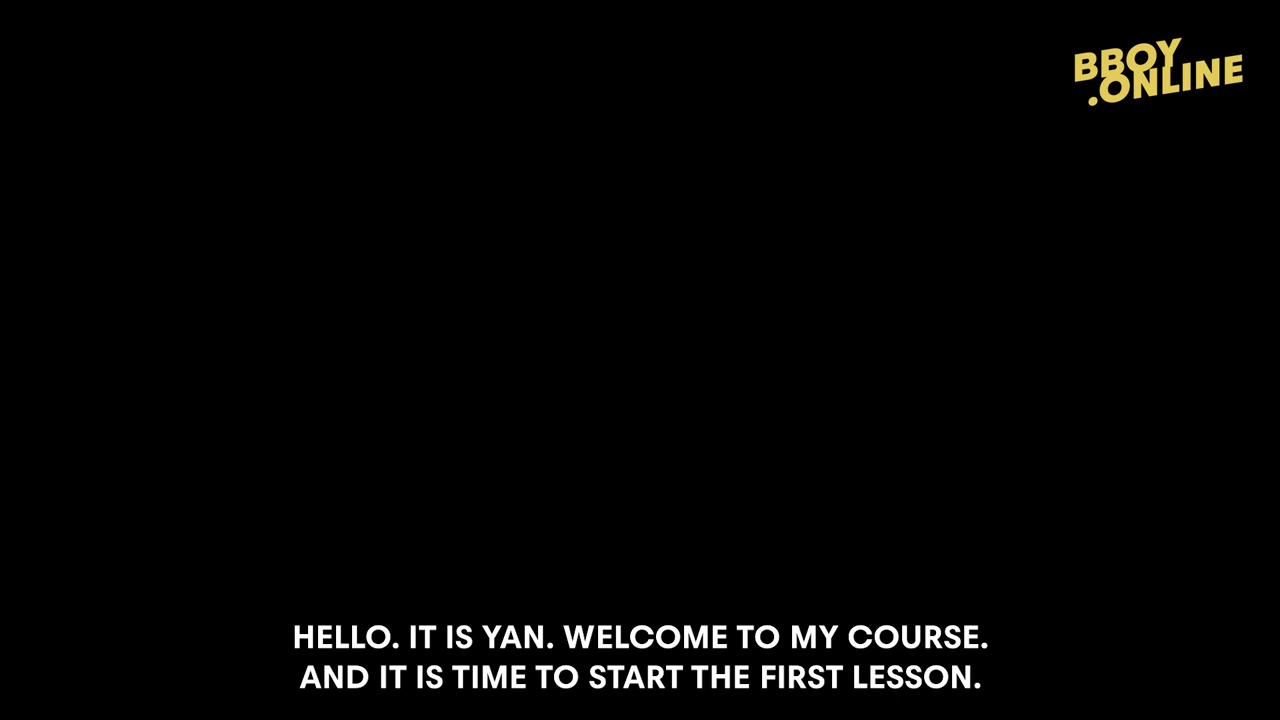 BBOY
.ONLINE
HELLO. IT IS YAN. WELCOME TO MY COURSE.
AND IT IS TIME TO START THE FIRST LESSON.